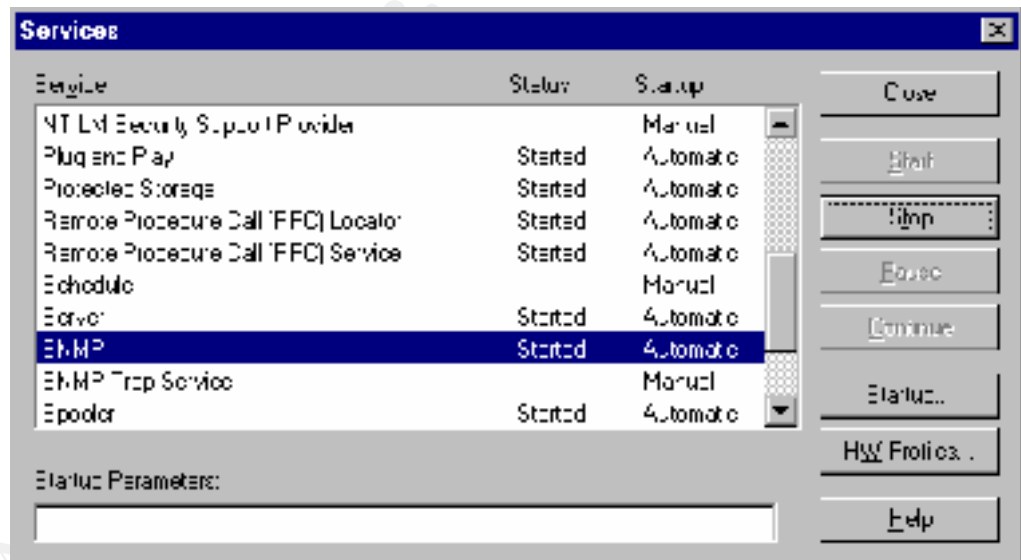 Services
Service Status Startup
NT LM Security Support Provider Manual
Plug and Play Started Automatic
Protected Storage Started Automatic
Remote Procedure Call (RPC) Locator Started Automatic
Remote Procedure Call (RPC) Service Started Automatic
Schedule Manual
Server Started Automatic
SNMP Started Automatic
SNMP Trap Service Manual
Spooler Started Automatic
Startup Parameters:
Close
Start
Stop
Pause
Continue
Startup...
HW Profiles...
Help